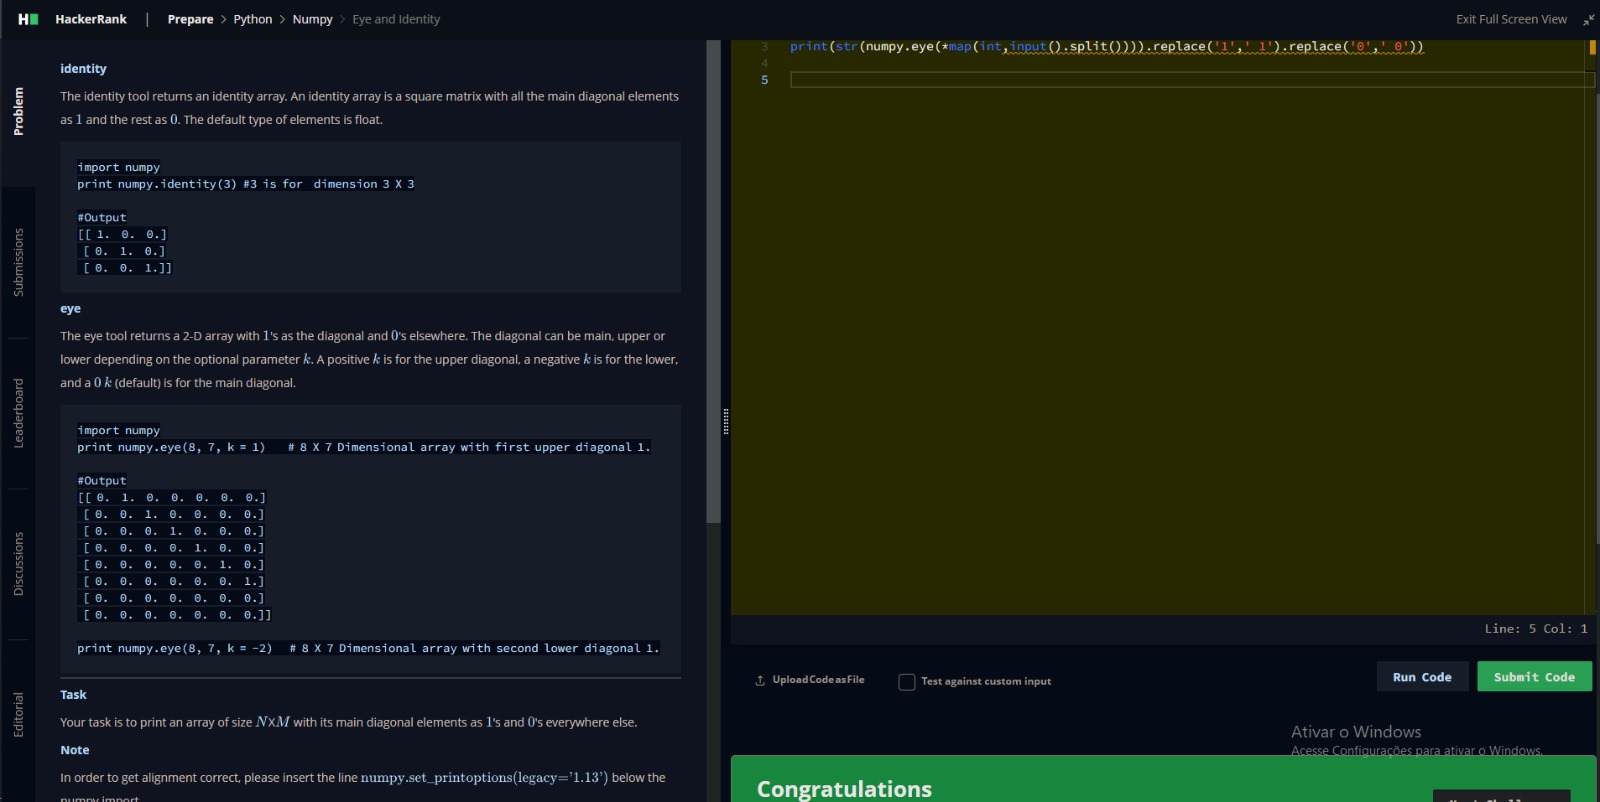 HackerRank | Prepare > Python > Numpy > Eye and Identity
Exit Full Screen View
Problem
Submissions
Leaderboard
Discussions
Editorial
identity
The identity tool returns an identity array. An identity array is a square matrix with all the main diagonal elements
as 1 and the rest as 0. The default type of elements is float.
import numpy
print numpy.identity(3) #3 is for  dimension 3 X 3
#Output
[[ 1.  0.  0.]
 [ 0.  1.  0.]
 [ 0.  0.  1.]]
eye
The eye tool returns a 2-D array with 1's as the diagonal and 0's elsewhere. The diagonal can be main, upper or
lower depending on the optional parameter k. A positive k is for the upper diagonal, a negative k is for the lower,
and a 0 k (default) is for the main diagonal.
import numpy
print numpy.eye(8, 7, k = 1)   # 8 X 7 Dimensional array with first upper diagonal 1.
#Output
[[ 0.  1.  0.  0.  0.  0.  0.]
 [ 0.  0.  1.  0.  0.  0.  0.]
 [ 0.  0.  0.  1.  0.  0.  0.]
 [ 0.  0.  0.  0.  1.  0.  0.]
 [ 0.  0.  0.  0.  0.  1.  0.]
 [ 0.  0.  0.  0.  0.  0.  1.]
 [ 0.  0.  0.  0.  0.  0.  0.]
 [ 0.  0.  0.  0.  0.  0.  0.]]
print numpy.eye(8, 7, k = -2)  # 8 X 7 Dimensional array with second lower diagonal 1.
Task
Your task is to print an array of size NXM with its main diagonal elements as 1's and 0's everywhere else.
Note
In order to get alignment correct, please insert the line numpy.set_printoptions(legacy='1.13') below the
numpy import.
3 print(str(numpy.eye(*map(int,input().split()))).replace('1',' 1').replace('0',' 0'))
4
5
Line: 5 Col: 1
Upload Code as File
Test against custom input
Run Code
Submit Code
Ativar o Windows
Acesse Configurações para ativar o Windows.
Congratulations